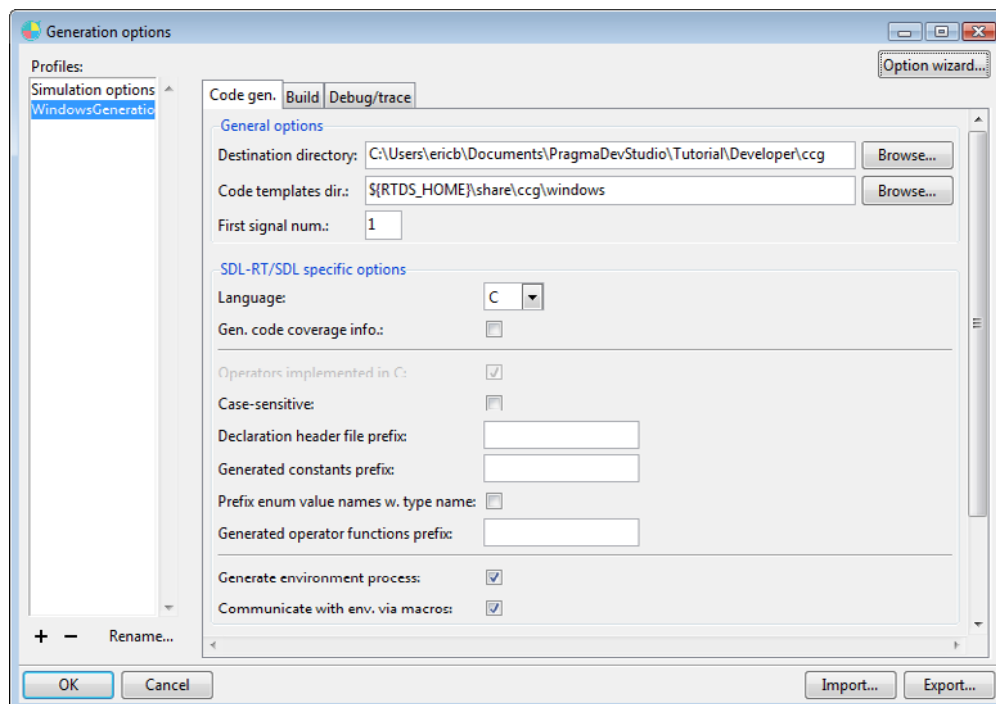 Generation options
Profiles:
Option wizard...
Simulation options
WindowsGeneratio
Code gen. Build Debug/trace
General options
Destination directory: C:\Users\ericb\Documents\PragmaDevStudio\Tutorial\Developer\ccg Browse...
Code templates dir.: ${RTDS_HOME}\share\ccg\windows Browse...
First signal num.: 1
SDL-RT/SDL specific options
Language: C
Gen. code coverage info.:
Operators implemented in C:
Case-sensitive:
Declaration header file prefix:
Generated constants prefix:
Prefix enum value names w. type name:
Generated operator functions prefix:
Generate environment process:
Communicate with env. via macros:
+ − Rename...
OK Cancel Import... Export...